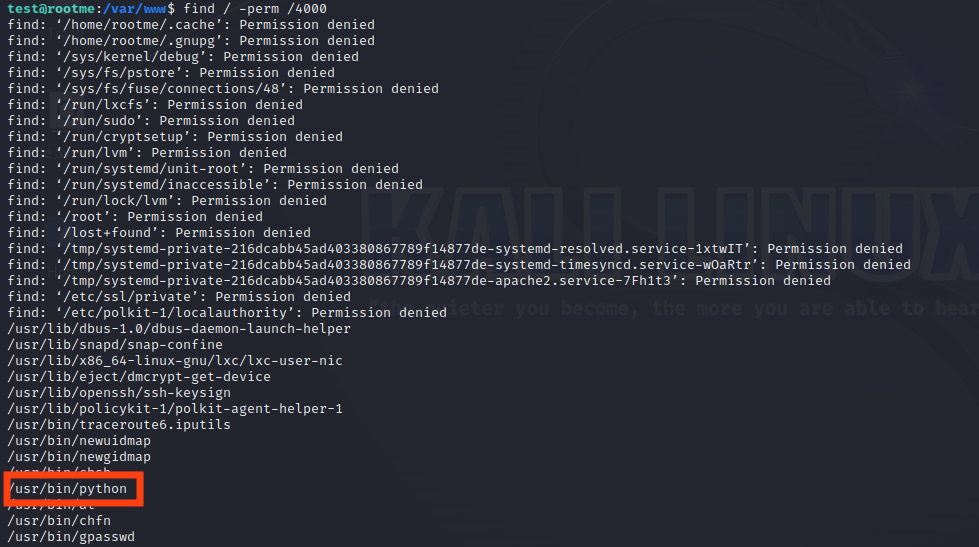 test@rootme:/var/www$ find / -perm /4000
find: ‘/home/rootme/.cache’: Permission denied
find: ‘/home/rootme/.gnupg’: Permission denied
find: ‘/sys/kernel/debug’: Permission denied
find: ‘/sys/fs/pstore’: Permission denied
find: ‘/sys/fs/fuse/connections/48’: Permission denied
find: ‘/run/lxcfs’: Permission denied
find: ‘/run/sudo’: Permission denied
find: ‘/run/cryptsetup’: Permission denied
find: ‘/run/lvm’: Permission denied
find: ‘/run/systemd/unit-root’: Permission denied
find: ‘/run/systemd/inaccessible’: Permission denied
find: ‘/run/lock/lvm’: Permission denied
find: ‘/root’: Permission denied
find: ‘/lost+found’: Permission denied
find: ‘/tmp/systemd-private-216dcabb45ad403380867789f14877de-systemd-resolved.service-1xtwIT’: Permission denied
find: ‘/tmp/systemd-private-216dcabb45ad403380867789f14877de-systemd-timesyncd.service-wOaRtr’: Permission denied
find: ‘/tmp/systemd-private-216dcabb45ad403380867789f14877de-apache2.service-7Fh1t3’: Permission denied
find: ‘/etc/ssl/private’: Permission denied
find: ‘/etc/polkit-1/localauthority’: Permission denied
/usr/lib/dbus-1.0/dbus-daemon-launch-helper
/usr/lib/snapd/snap-confine
/usr/lib/x86_64-linux-gnu/lxc/lxc-user-nic
/usr/lib/eject/dmcrypt-get-device
/usr/lib/openssh/ssh-keysign
/usr/lib/policykit-1/polkit-agent-helper-1
/usr/bin/traceroute6.iputils
/usr/bin/newuidmap
/usr/bin/newgidmap
/usr/bin/chsh
/usr/bin/python
/usr/bin/at
/usr/bin/chfn
/usr/bin/gpasswd
KALI LINUX
the quieter you become, the more you are able to hear